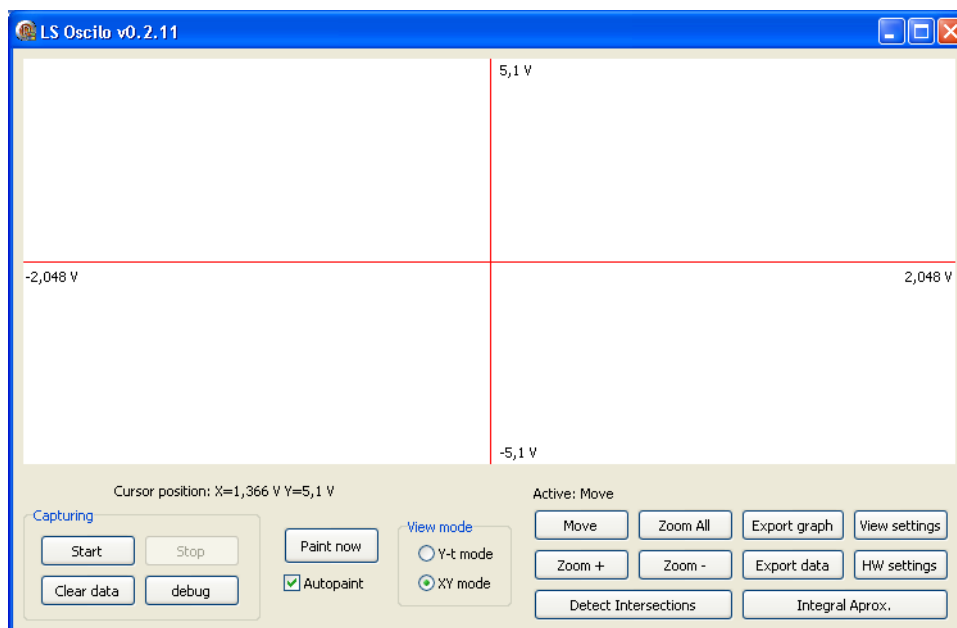 LS Oscilo v0.2.11
5,1 V
-2,048 V
2,048 V
-5,1 V
Cursor position: X=1,366 V Y=5,1 V
Active: Move
Capturing
Start
Stop
Clear data
debug
Paint now
Autopaint
View mode
Y-t mode
XY mode
Move
Zoom All
Export graph
View settings
Zoom +
Zoom -
Export data
HW settings
Detect Intersections
Integral Aprox.